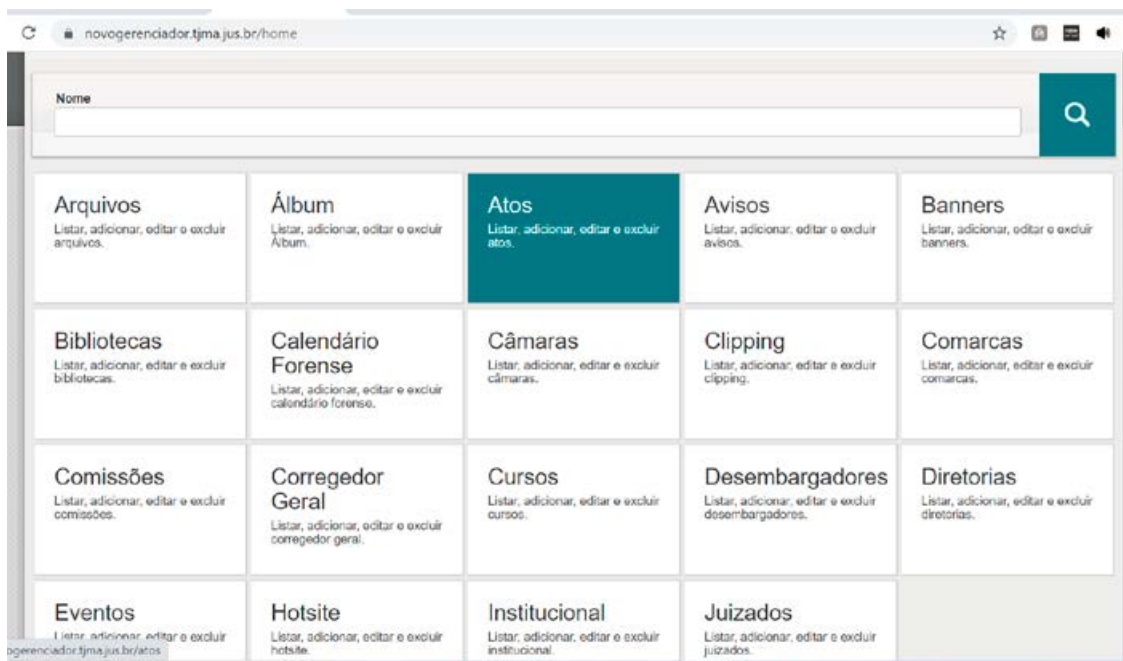 novogerenciador.tjma.jus.br/home
Nome
Arquivos
Listar, adicionar, editar e excluir
arquivos.
Álbum
Listar, adicionar, editar e excluir
Álbum.
Atos
Listar, adicionar, editar e excluir
atos.
Avisos
Listar, adicionar, editar e excluir
avisos.
Banners
Listar, adicionar, editar e excluir
banners.
Bibliotecas
Listar, adicionar, editar e excluir
bibliotecas.
Calendário
Forense
Listar, adicionar, editar e excluir
calendário forense.
Câmaras
Listar, adicionar, editar e excluir
câmaras.
Clipping
Listar, adicionar, editar e excluir
clipping.
Comarcas
Listar, adicionar, editar e excluir
comarcas.
Comissões
Listar, adicionar, editar e excluir
comissões.
Corregedor
Geral
Listar, adicionar, editar e excluir
corregedor geral.
Cursos
Listar, adicionar, editar e excluir
cursos.
Desembargadores
Listar, adicionar, editar e excluir
desembargadores.
Diretorias
Listar, adicionar, editar e excluir
diretorias.
Eventos
Listar, adicionar, editar e excluir
Hotsite
Listar, adicionar, editar e excluir
hotsite.
Institucional
Listar, adicionar, editar e excluir
institucional.
Juizados
Listar, adicionar, editar e excluir
juizados.
ogerenciador.tjma.jus.br/atos